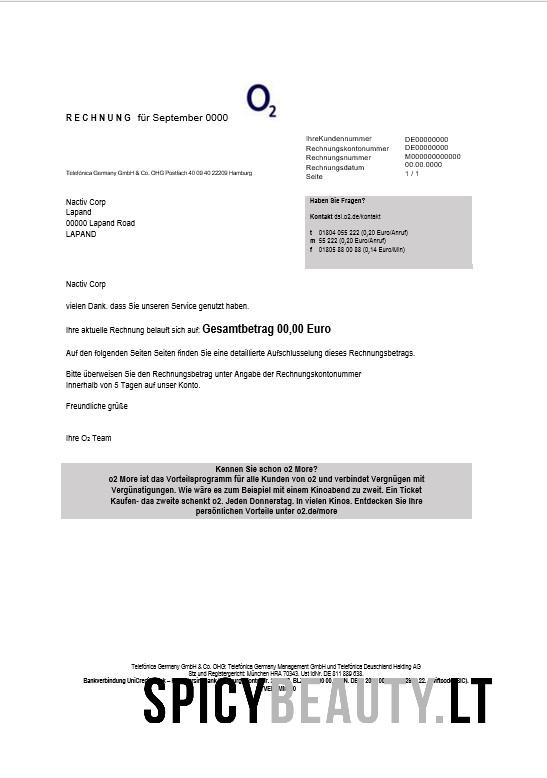 O2
RECHNUNG für September 0000
IhreKundennummer DE00000000
Rechnungskontonummer DE00000000
Rechnungsnummer M000000000000
Rechnungsdatum 00.00.0000
Seite 1 / 1
Telefónica Germany GmbH & Co. OHG Postfach 40 09 40 22209 Hamburg
Nactiv Corp
Lapand
00000 Lapand Road
LAPAND
Haben Sie Fragen?
Kontakt dsl.o2.de/kontakt
t 01804 055 222 (0,20 Euro/Anruf)
m 55 222 (0,20 Euro/Anruf)
f 01805 88 00 88 (0,14 Euro/Min)
Nactiv Corp
vielen Dank. dass Sie unseren Service genutzt haben.
Ihre aktuelle Rechnung belauft sich auf: Gesamtbetrag 00,00 Euro
Auf den folgenden Seiten Seiten finden Sie eine detaillierte Aufschlusselung dieses Rechnungsbetrags.
Bitte überweisen Sie den Rechnungsbetrag unter Angabe der Rechnungskontonummer
Innerhalb von 5 Tagen auf unser Konto.
Freundliche grüße
Ihre O2 Team
Kennen Sie schon o2 More?
o2 More ist das Vorteilsprogramm für alle Kunden von o2 und verbindet Vergnügen mit
Vergünstigungen. Wie wäre es zum Beispiel mit einem Kinoabend zu zweit. Ein Ticket
Kaufen- das zweite schenkt o2. Jeden Donnerstag. In vielen Kinos. Entdecken Sie Ihre
persönlichen Vorteile unter o2.de/more
Telefónica Germany GmbH & Co. OHG: Telefónica Germany Management GmbH und Telefónica Deuschland Halding AG
Sitz und Registergericht: München HRA 70343. Ust IdNr. DE 811 889 638.
Bankverbindung
SPICYBEAUTY.LT